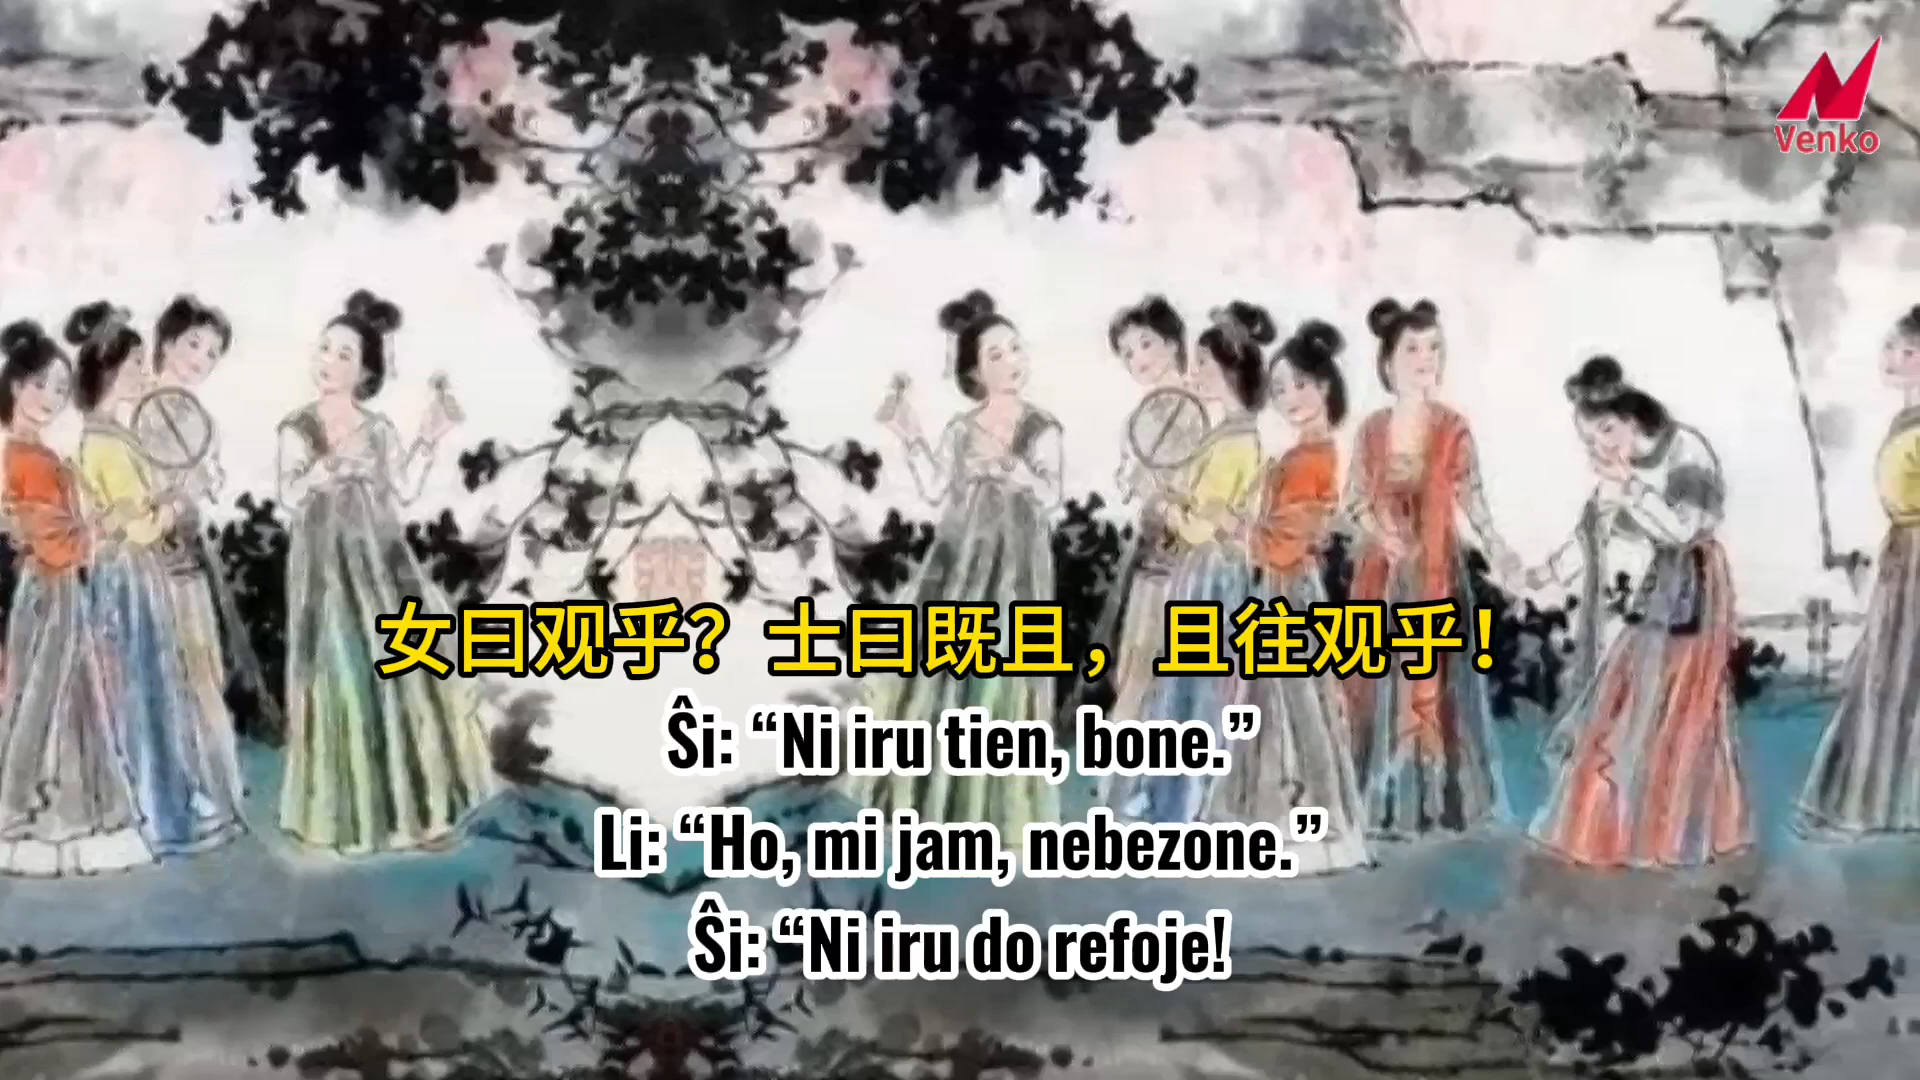 Venko
女曰观乎？士曰既且，且往观乎！
Ŝi: “Ni iru tien, bone.”
Li: “Ho, mi jam, nebezone.”
Ŝi: “Ni iru do refoje!